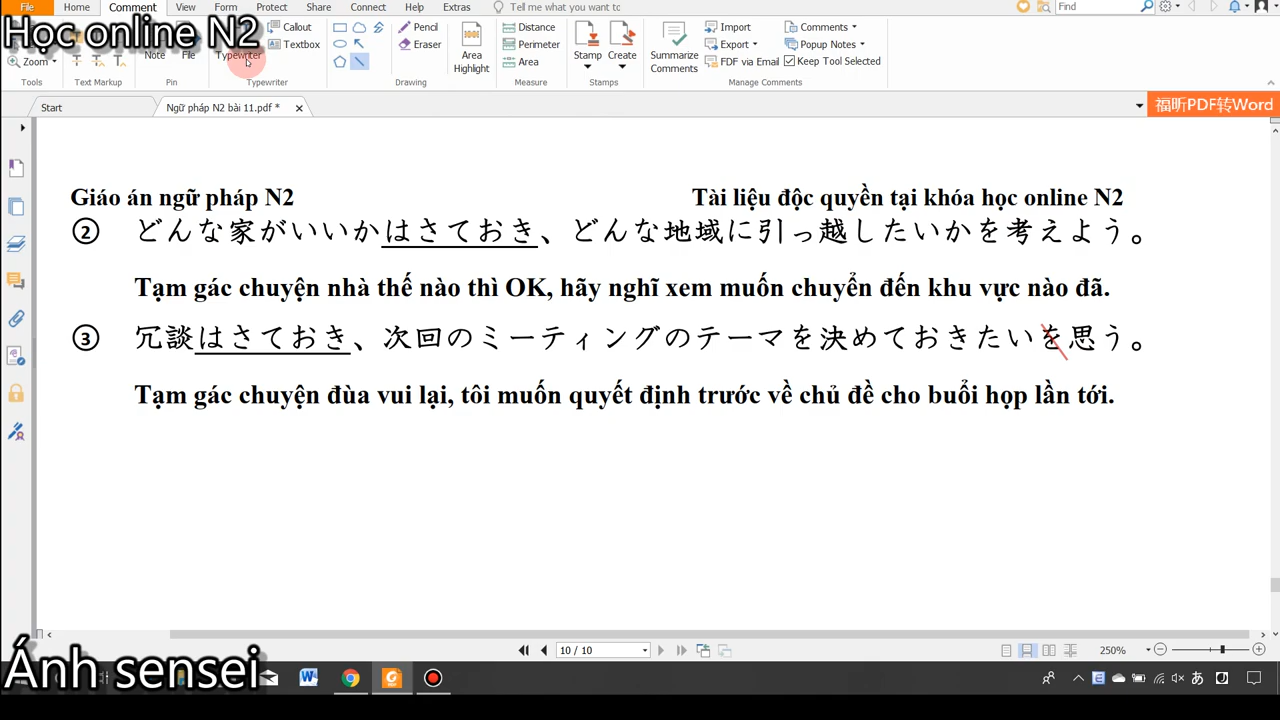 File Home Comment View Form Protect Share Connect Help Extras Tell me what you want to Find
Học online N2
Zoom
Tools
Text Markup
Note File
Pin
Typewriter
Callout
Textbox
Typewriter
Pencil
Eraser
Area Highlight
Drawing
Distance
Perimeter
Area
Measure
Stamp Create
Stamps
Summarize Comments
Import
Export
FDF via Email
Comments
Popup Notes
Keep Tool Selected
Manage Comments
Start
Ngữ pháp N2 bài 11.pdf *
福昕PDF转Word
Giáo án ngữ pháp N2 Tài liệu độc quyền tại khóa học online N2
② どんな家がいいかはさておき、どんな地域に引っ越したいかを考えよう。
Tạm gác chuyện nhà thế nào thì OK, hãy nghĩ xem muốn chuyển đến khu vực nào đã.
③ 冗談はさておき、次回のミーティングのテーマを決めておきたいを思う。
Tạm gác chuyện đùa vui lại, tôi muốn quyết định trước về chủ đề cho buổi họp lần tới.
10 / 10
250%
Ánh sensei
あ